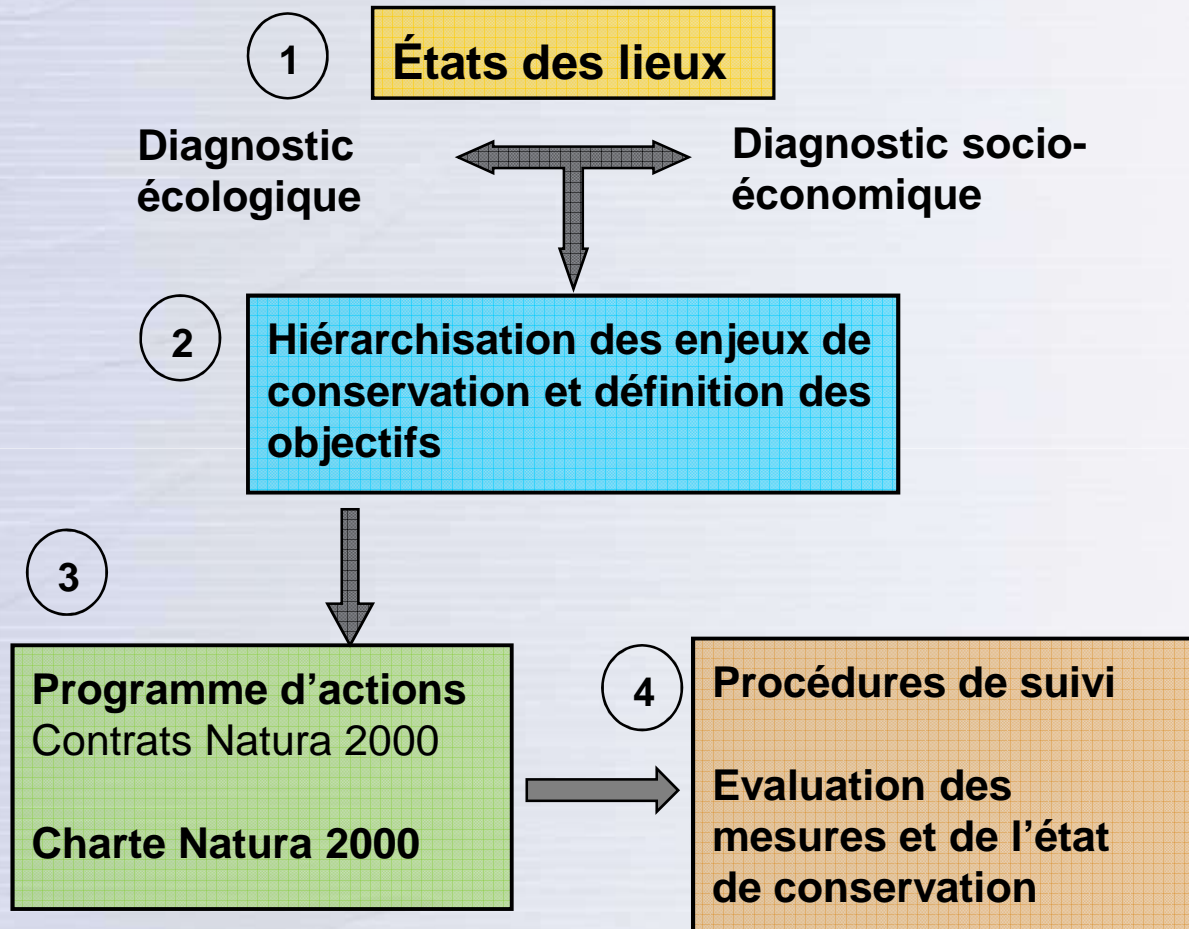 1
États des lieux
Diagnostic
écologique
Diagnostic socio-
économique
2
Hiérarchisation des enjeux de
conservation et définition des
objectifs
3
Programme d'actions
Contrats Natura 2000
Charte Natura 2000
4
Procédures de suivi
Evaluation des
mesures et de l'état
de conservation